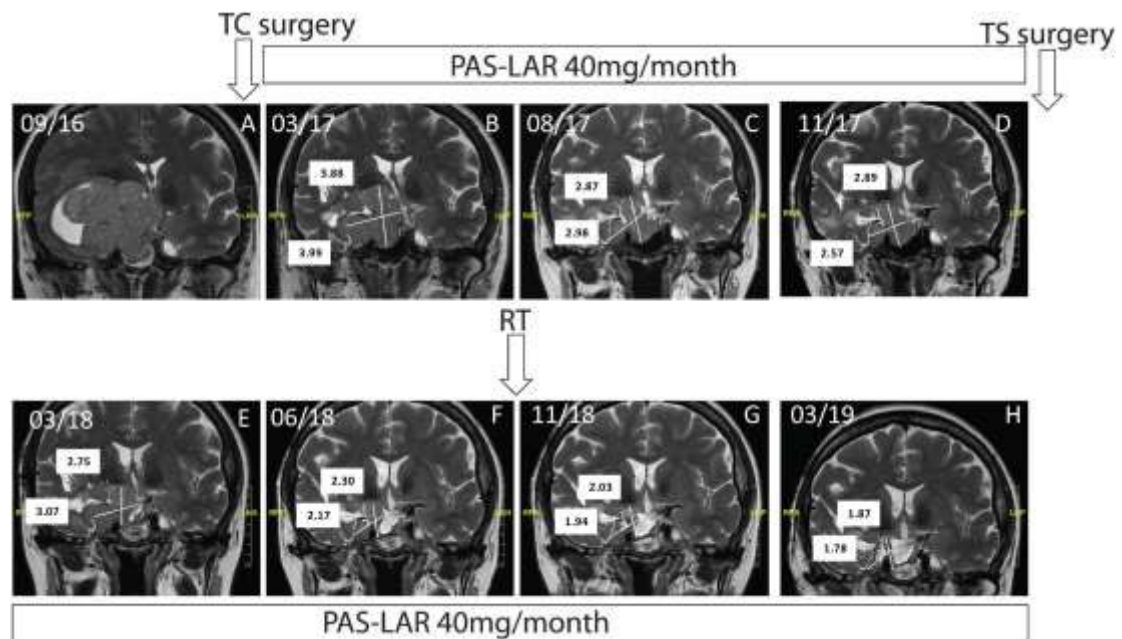 TC surgery
TS surgery
PAS-LAR 40mg/month
09/16
A
03/17
B
3.88
3.99
08/17
C
2.87
2.96
11/17
D
2.89
2.57
RT
03/18
E
2.75
3.07
06/18
F
2.30
2.17
11/18
G
2.03
1.94
03/19
H
1.87
1.78
PAS-LAR 40mg/month